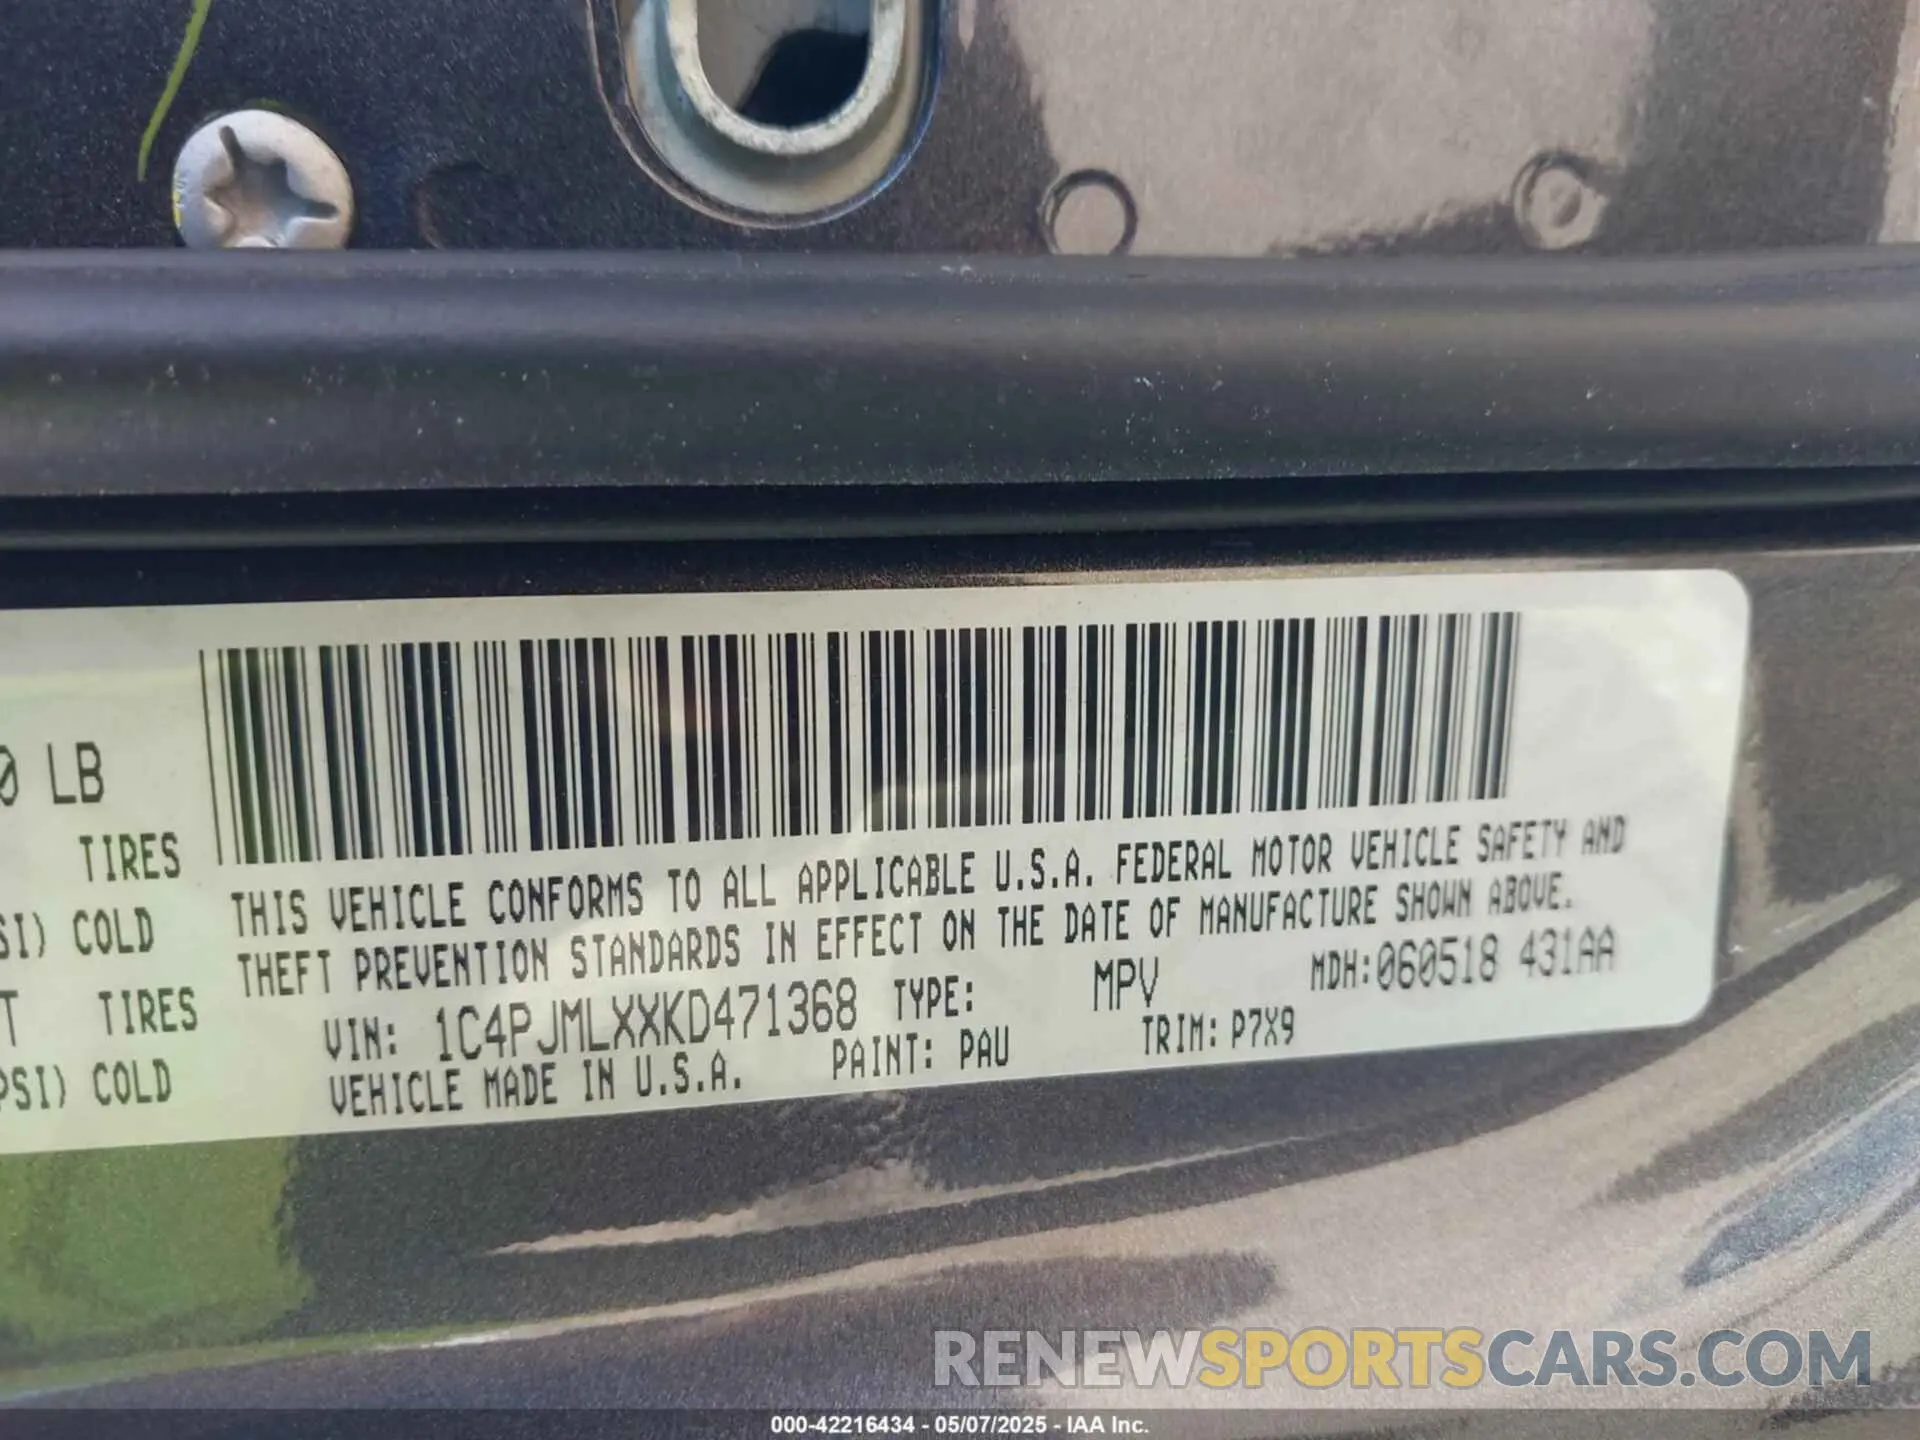 0 LB
TIRES
SI) COLD
T TIRES
PSI) COLD
THIS VEHICLE CONFORMS TO ALL APPLICABLE U.S.A. FEDERAL MOTOR VEHICLE SAFETY AND
THEFT PREVENTION STANDARDS IN EFFECT ON THE DATE OF MANUFACTURE SHOWN ABOVE.
VIN: 1C4PJMLXXKD471368 TYPE: MPV MDH:060518 431AA
VEHICLE MADE IN U.S.A. PAINT: PAU TRIM: P7X9
RENEWSPORTSCARS.COM
000-42216434 - 05/07/2025 - IAA Inc.